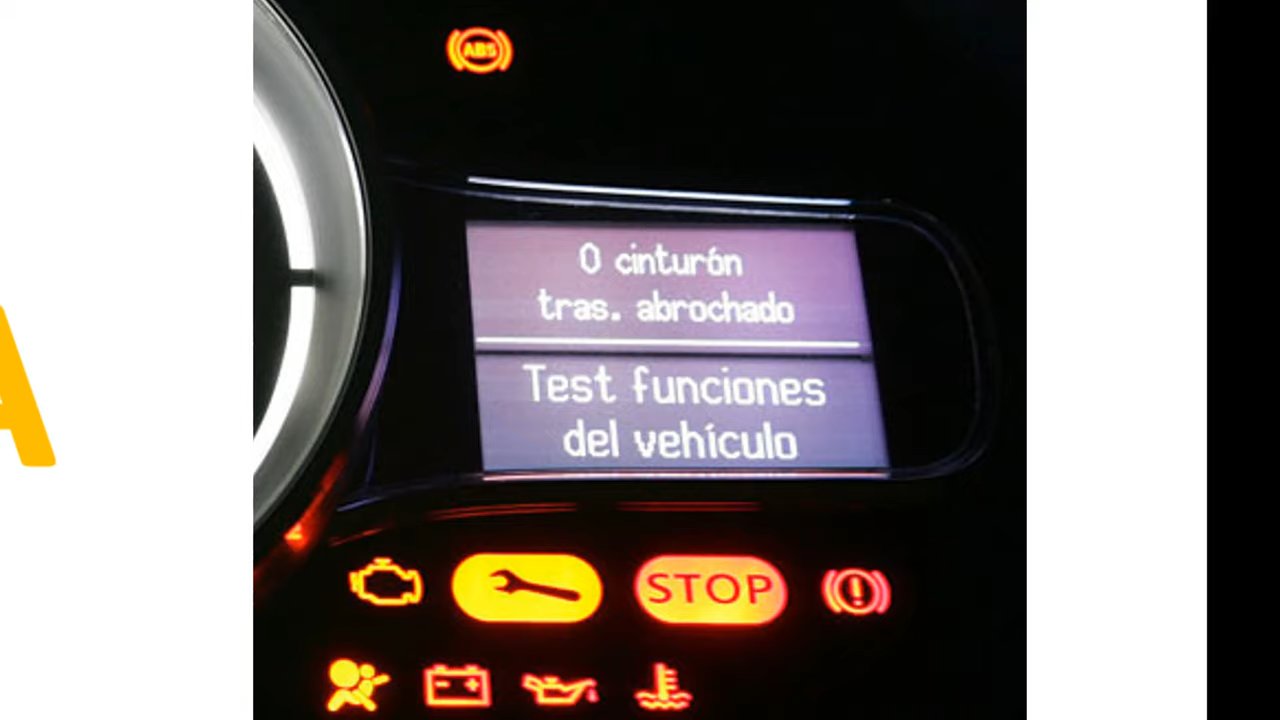 A
ABS
0 cinturón
tras. abrochado
Test funciones
del vehículo
STOP